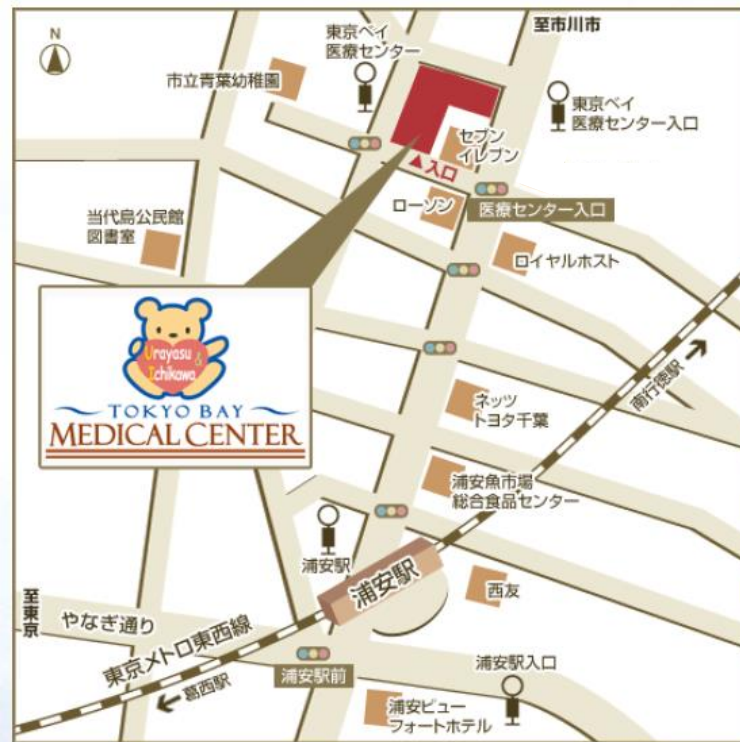 N
至市川市
東京ベイ
医療センター
市立青葉幼稚園
東京ベイ
医療センター入口
セブン
イレブン
▲入口
ローソン
医療センター入口
当代島公民館
図書室
ロイヤルホスト
Urayasu &
Ichikawa
TOKYO BAY
MEDICAL CENTER
南行徳駅
ネッツ
トヨタ千葉
浦安魚市場
総合食品センター
浦安駅
浦安駅
西友
至東京
やなぎ通り
東京メトロ東西線
葛西駅
浦安駅前
浦安駅入口
浦安ビュー
フォートホテル